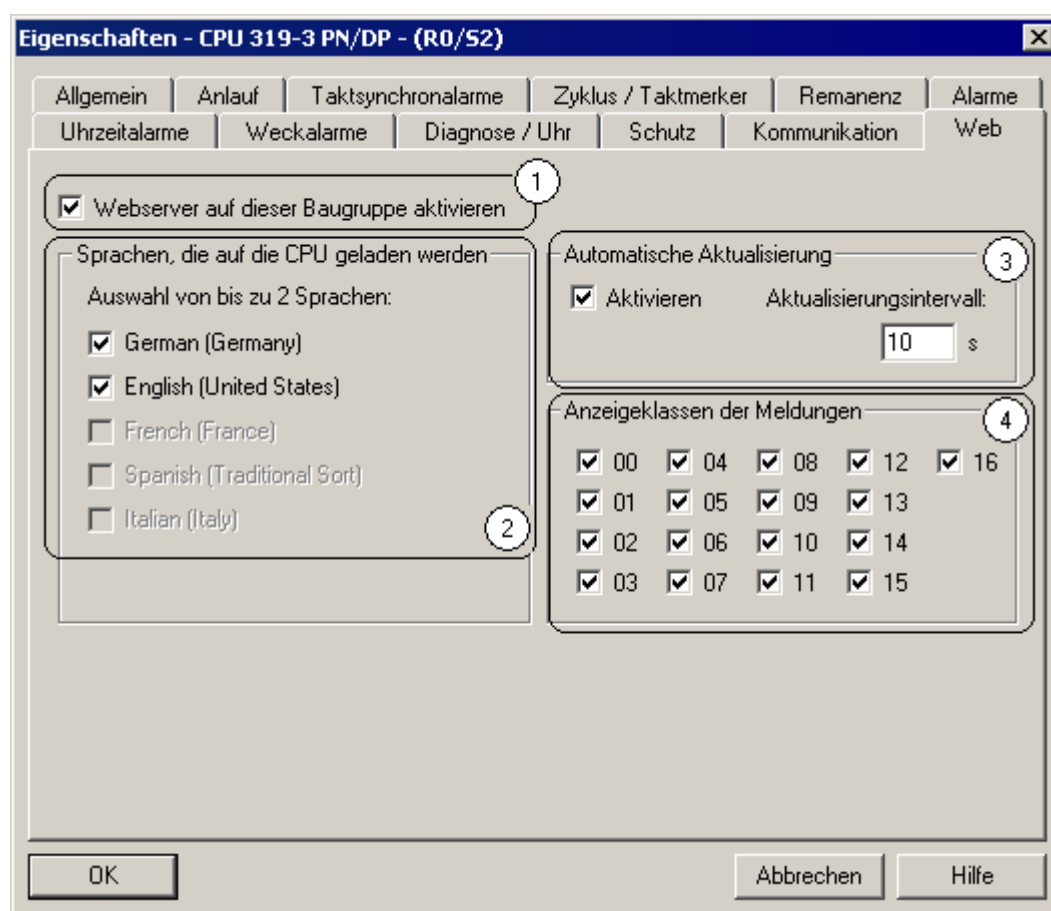 Eigenschaften - CPU 319-3 PN/DP - (R0/S2)
Allgemein Anlauf Taktsynchronalarme Zyklus / Taktmerker Remanenz Alarme
Uhrzeitalarme Weckalarme Diagnose / Uhr Schutz Kommunikation Web
1
Webserver auf dieser Baugruppe aktivieren
Sprachen, die auf die CPU geladen werden
Auswahl von bis zu 2 Sprachen:
German (Germany)
English (United States)
French (France)
Spanish (Traditional Sort)
Italian (Italy)
2
Automatische Aktualisierung
3
Aktivieren Aktualisierungsintervall:
10 s
Anzeigeklassen der Meldungen
4
00 04 08 12 16
01 05 09 13
02 06 10 14
03 07 11 15
OK Abbrechen Hilfe